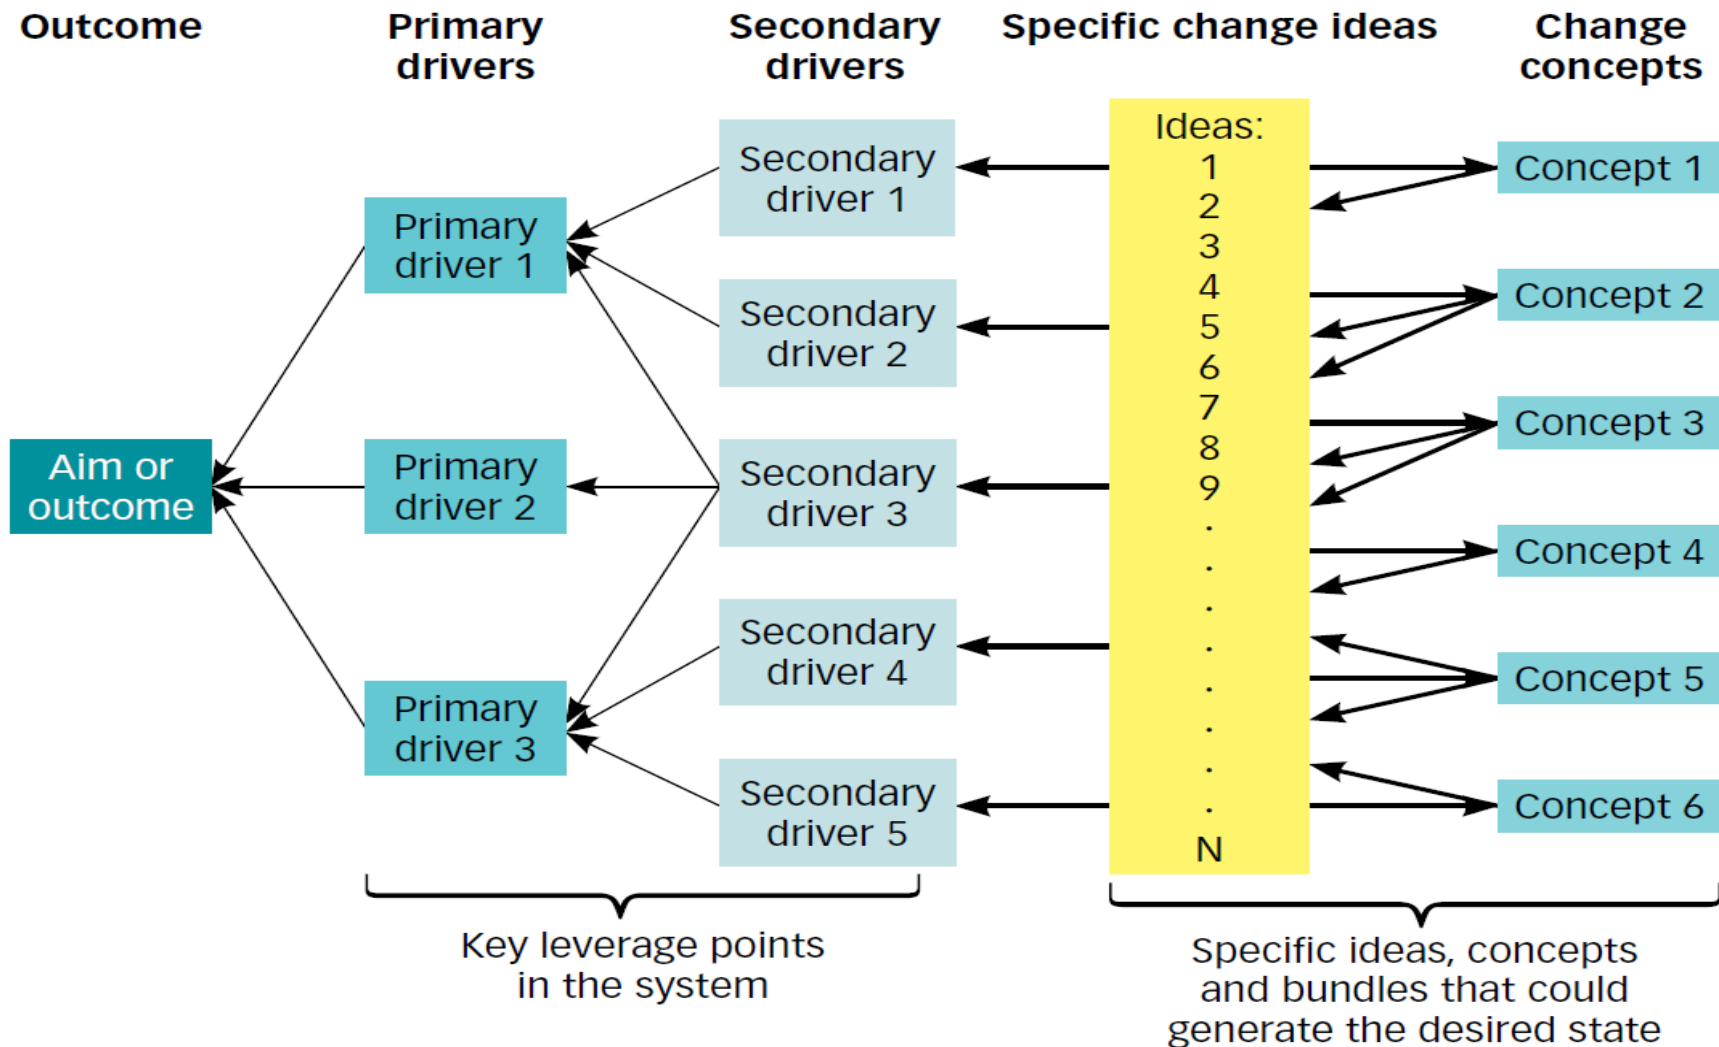 Outcome
Primary
drivers
Secondary
drivers
Specific change ideas
Change
concepts
Aim or
outcome
Primary
driver 1
Primary
driver 2
Primary
driver 3
Secondary
driver 1
Secondary
driver 2
Secondary
driver 3
Secondary
driver 4
Secondary
driver 5
Ideas:
1
2
3
4
5
6
7
8
9
.
.
.
.
.
.
.
.
N
Concept 1
Concept 2
Concept 3
Concept 4
Concept 5
Concept 6
Key leverage points
in the system
Specific ideas, concepts
and bundles that could
generate the desired state